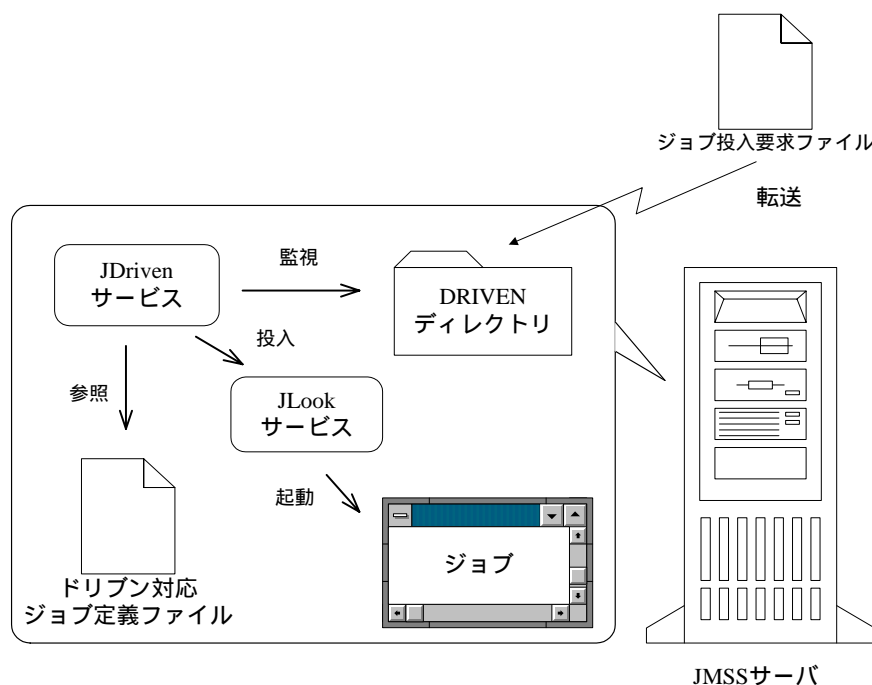 ジョブ投入要求ファイル
転送
JDriven
サービス
監視
DRIVEN
ディレクトリ
投入
参照
JLook
サービス
起動
ジョブ
ドリブン対応
ジョブ定義ファイル
JMSSサーバ